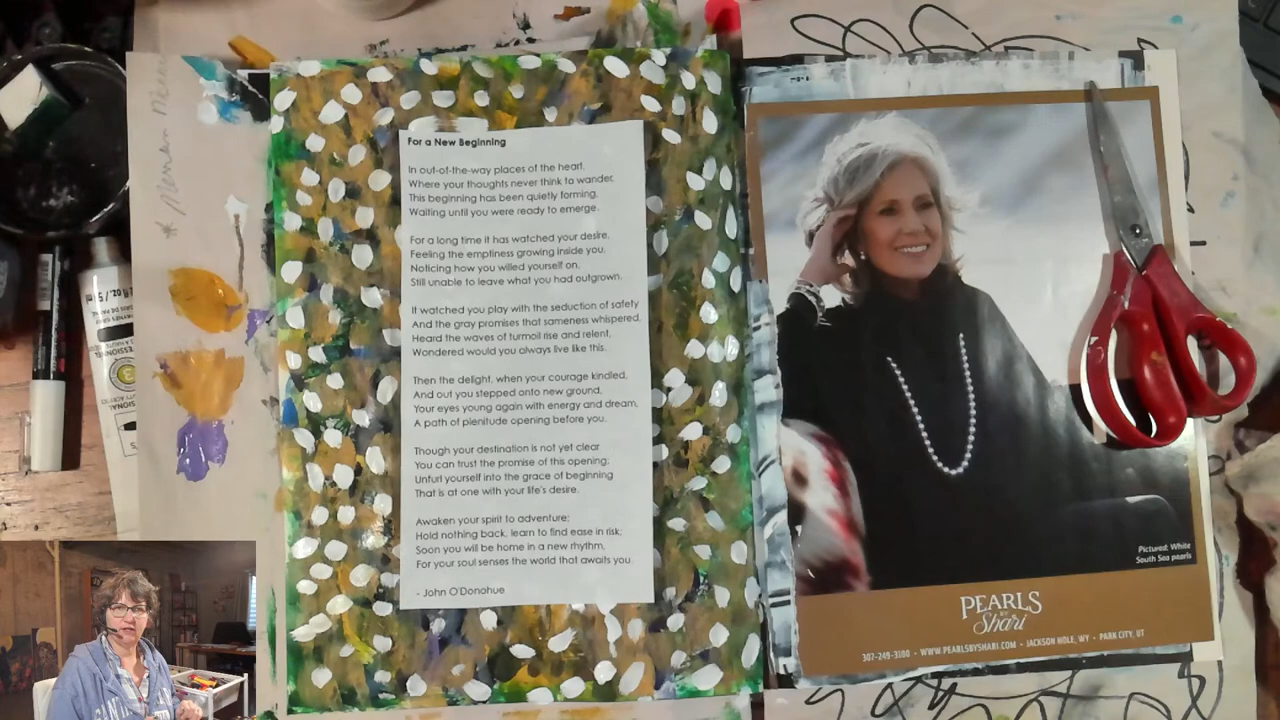 For a New Beginning
In out-of-the-way places of the heart,
Where your thoughts never think to wander,
This beginning has been quietly forming,
Waiting until you were ready to emerge.
For a long time it has watched your desire,
Feeling the emptiness growing inside you,
Noticing how you willed yourself on,
Still unable to leave what you had outgrown.
It watched you play with the seduction of safety
And the gray promises that sameness whispered,
Heard the waves of turmoil rise and relent,
Wondered would you always live like this.
Then the delight, when your courage kindled,
And out you stepped onto new ground,
Your eyes young again with energy and dream,
A path of plenitude opening before you.
Though your destination is not yet clear
You can trust the promise of this opening;
Unfurl yourself into the grace of beginning
That is at one with your life's desire.
Awaken your spirit to adventure;
Hold nothing back, learn to find ease in risk;
Soon you will be home in a new rhythm,
For your soul senses the world that awaits you
- John O'Donohue
Pictured: White
South Sea pearls
PEARLS
BY
Shari
307-249-3100 • WWW.PEARLSBYSHARI.COM • JACKSON HOLE, WY • PARK CITY, UT